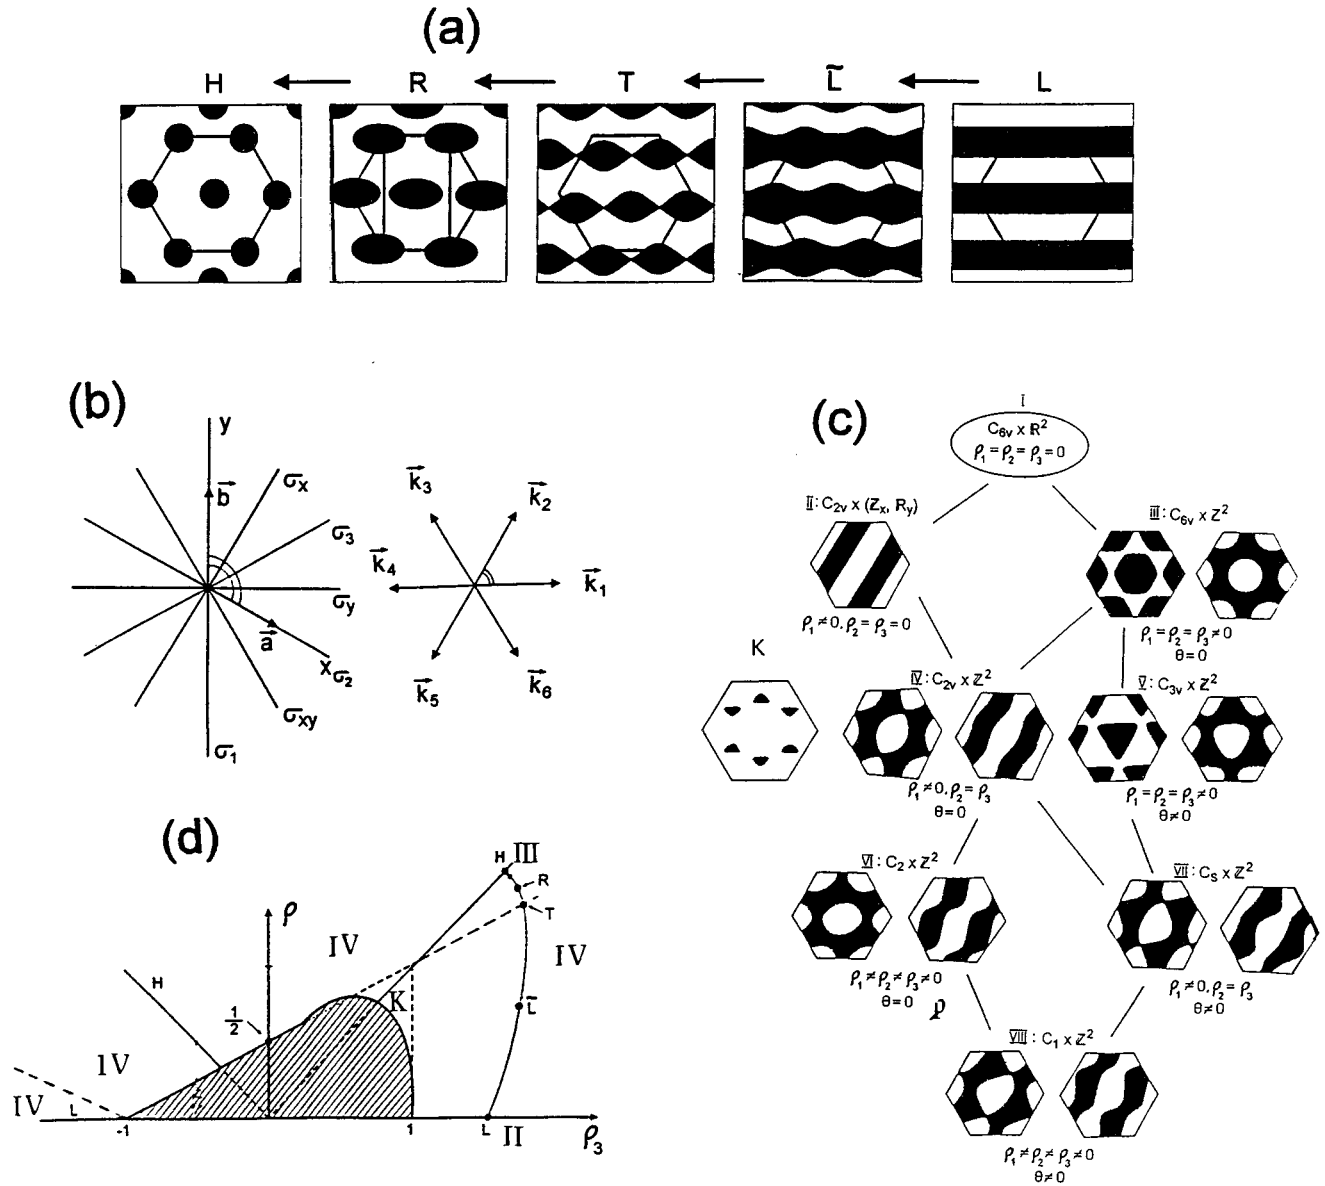 (a)
H R T L̃ L
(b)
y
σx
b⃗
σ3
σy
a⃗
x σ2
σxy
σ1
k⃗3 k⃗2
k⃗4 k⃗1
k⃗5 k⃗6
(c)
I
C6v x R²
ρ1 = ρ2 = ρ3 = 0
II : C2v x (Zx, Ry)
ρ1 ≠ 0, ρ2 = ρ3 = 0
III : C6v x Z²
ρ1 = ρ2 = ρ3 ≠ 0
θ = 0
K
IV : C2v x Z²
ρ1 ≠ 0, ρ2 = ρ3
θ = 0
V : C3v x Z²
ρ1 = ρ2 = ρ3 ≠ 0
θ ≠ 0
VI : C2 x Z²
ρ1 ≠ ρ2 ≠ ρ3 ≠ 0
θ = 0
ρ
VII : Cs x Z²
ρ1 ≠ 0, ρ2 = ρ3
θ ≠ 0
VIII : C1 x Z²
ρ1 ≠ ρ2 ≠ ρ3 ≠ 0
θ ≠ 0
(d)
H III
R
T
ρ
IV
IV
H
K
L̃
1/2
IV
IV L
-1 1 L II ρ3